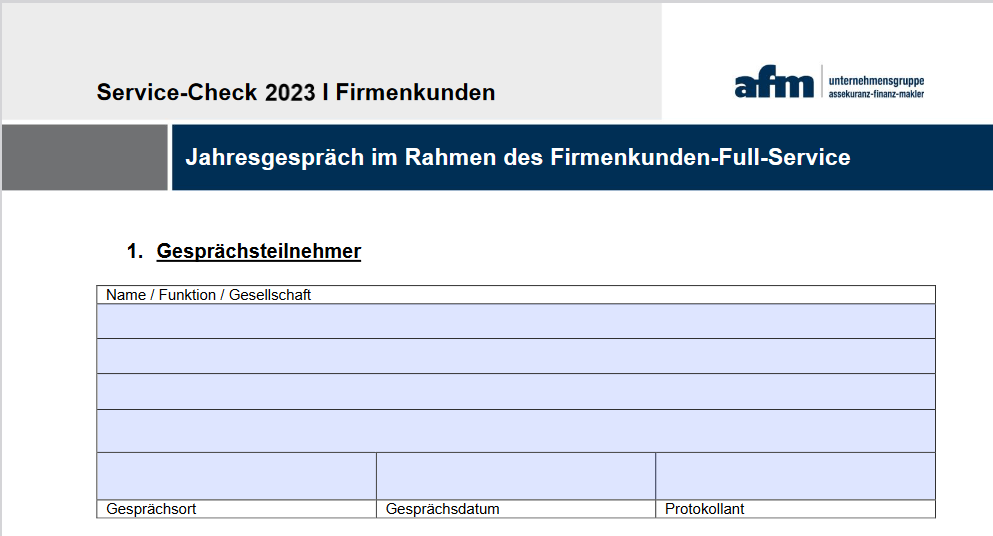 Service-Check 2023 I Firmenkunden
afm
unternehmensgruppe
assekuranz-finanz-makler
Jahresgespräch im Rahmen des Firmenkunden-Full-Service
1. Gesprächsteilnehmer
Name / Funktion / Gesellschaft
Gesprächsort
Gesprächsdatum
Protokollant